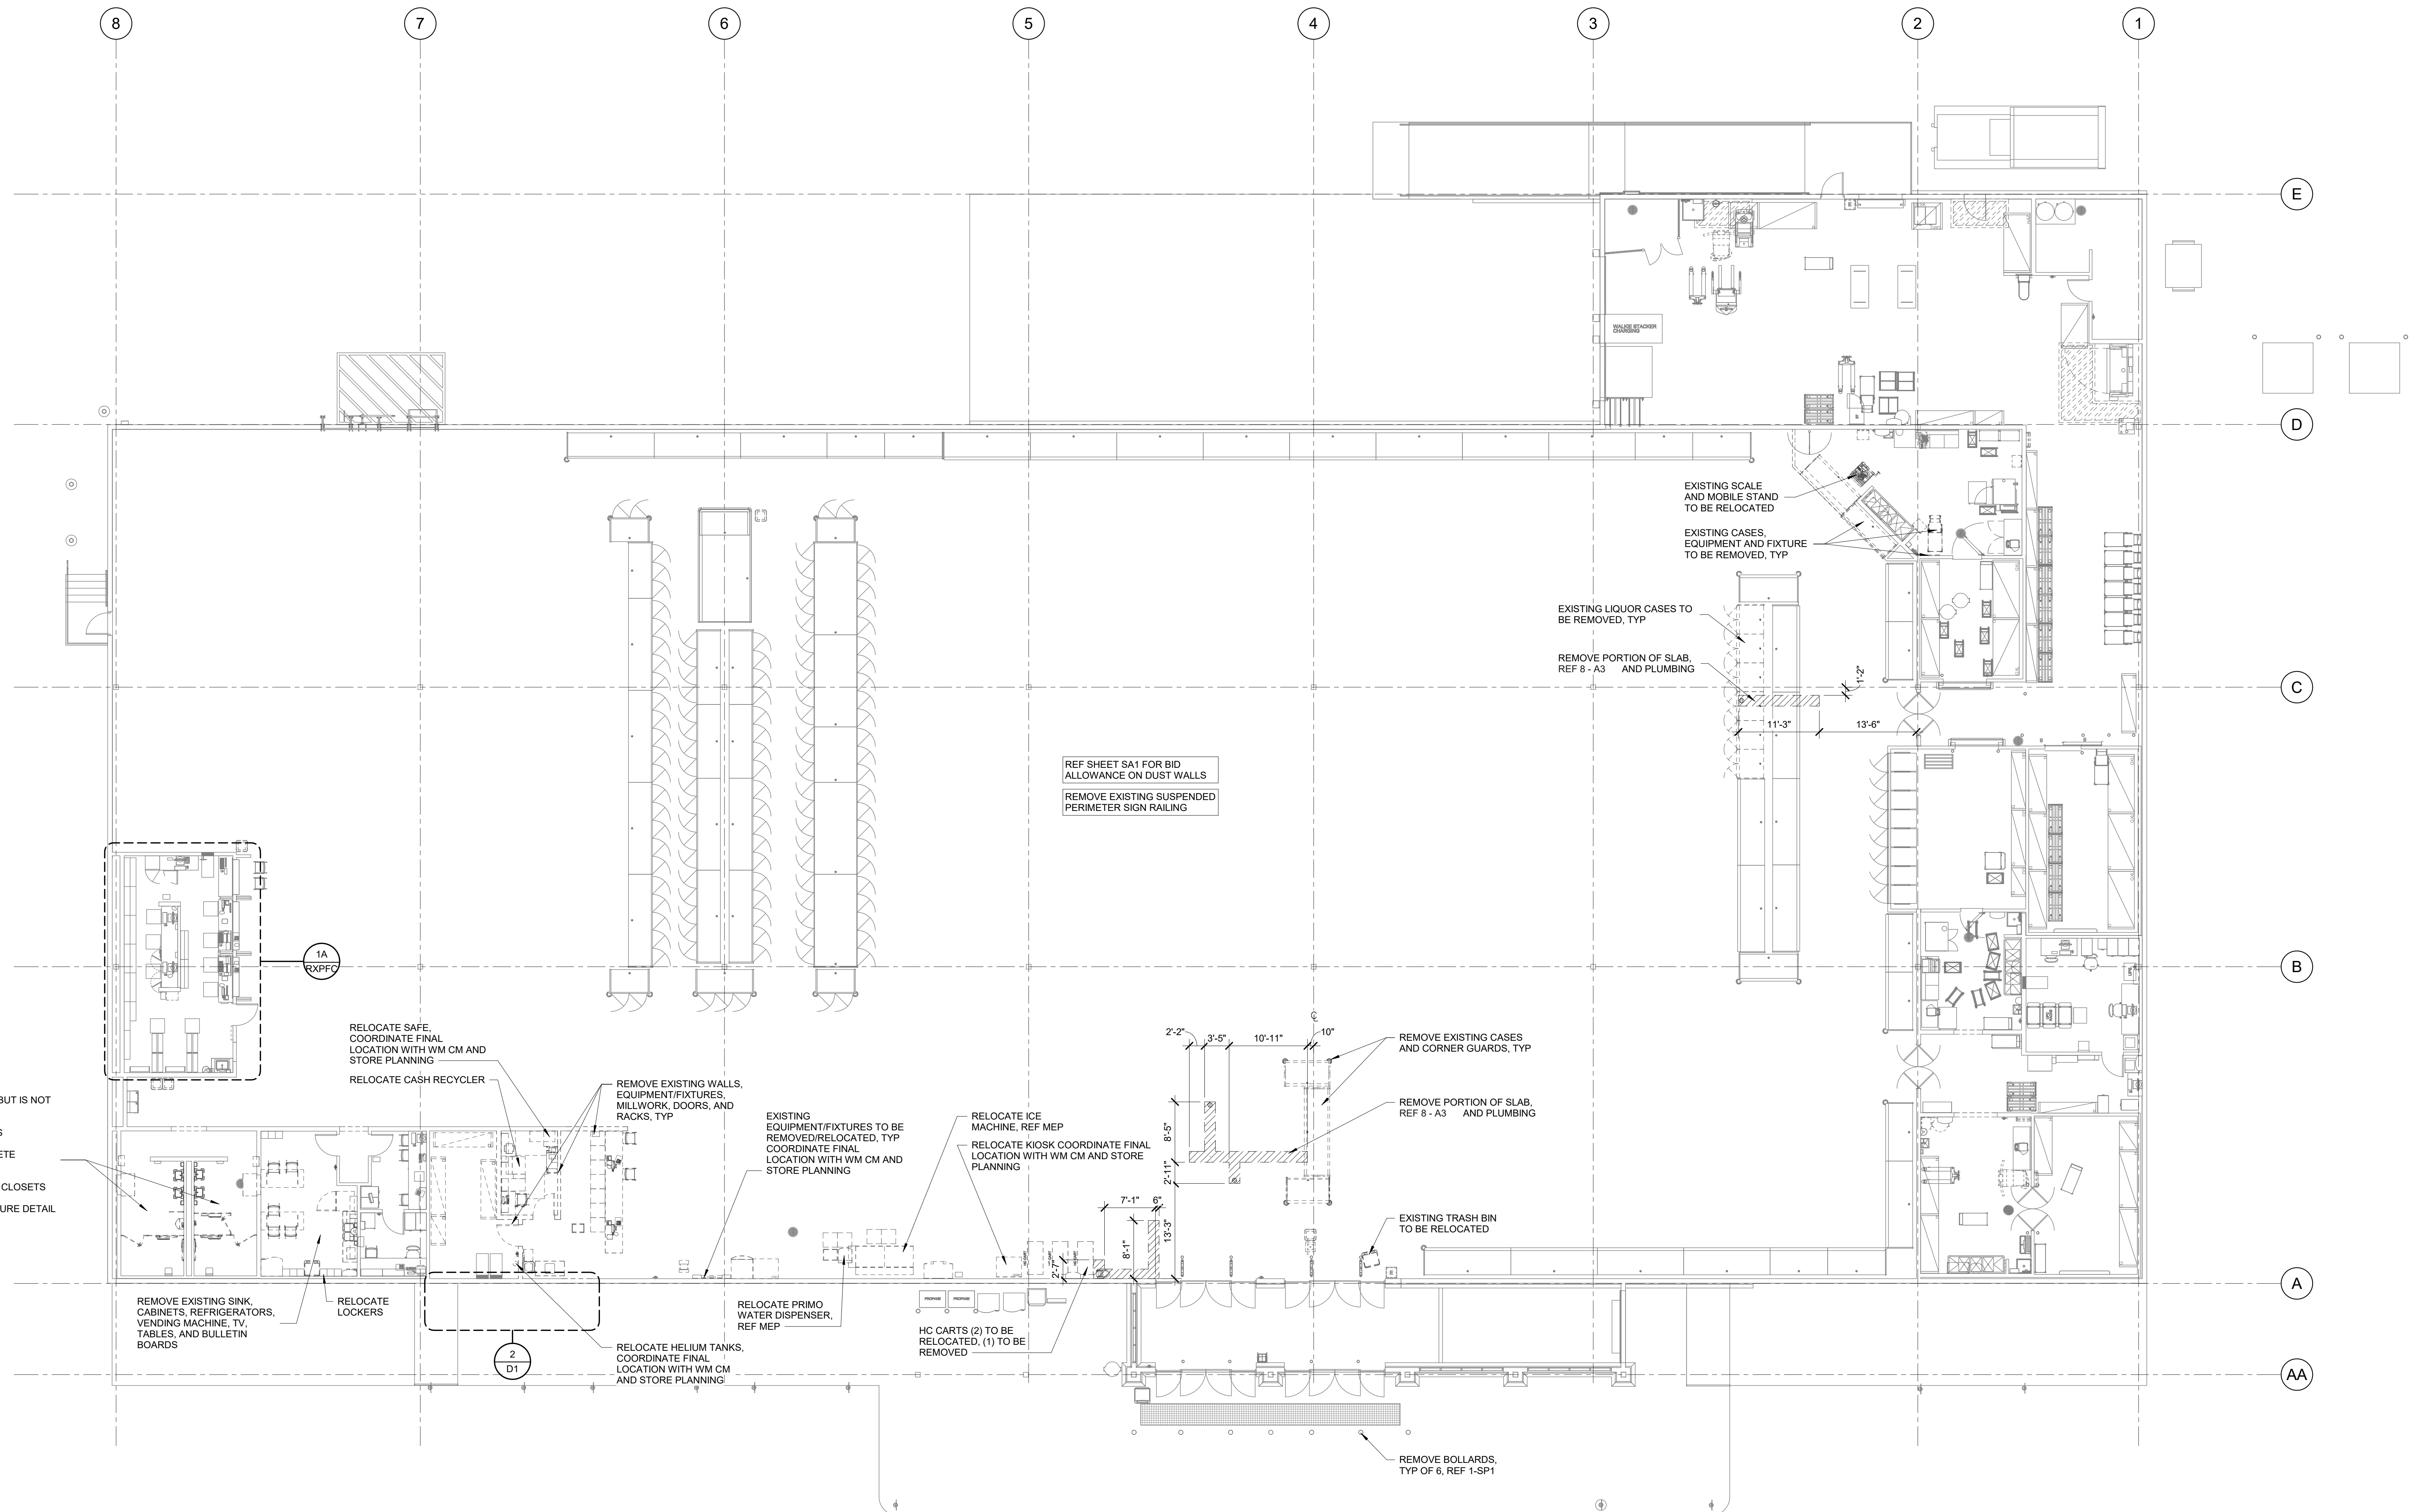 8
7
6
5
4
3
2
1
E
D
C
B
A
AA
WALKIE STACKER
CHARGING
EXISTING SCALE
AND MOBILE STAND
TO BE RELOCATED
EXISTING CASES,
EQUIPMENT AND FIXTURE
TO BE REMOVED, TYP
EXISTING LIQUOR CASES TO
BE REMOVED, TYP
REMOVE PORTION OF SLAB,
REF 8 - A3 AND PLUMBING
1'-2"
11'-3"
13'-6"
REF SHEET SA1 FOR BID
ALLOWANCE ON DUST WALLS
REMOVE EXISTING SUSPENDED
PERIMETER SIGN RAILING
1A
RXPFC
RELOCATE SAFE,
COORDINATE FINAL
LOCATION WITH WM CM AND
STORE PLANNING
RELOCATE CASH RECYCLER
REMOVE EXISTING WALLS,
EQUIPMENT/FIXTURES,
MILLWORK, DOORS, AND
RACKS, TYP
EXISTING
EQUIPMENT/FIXTURES TO BE
REMOVED/RELOCATED, TYP
COORDINATE FINAL
LOCATION WITH WM CM AND
STORE PLANNING
RELOCATE ICE
MACHINE, REF MEP
RELOCATE KIOSK COORDINATE FINAL
LOCATION WITH WM CM AND STORE
PLANNING
2'-2"
3'-5"
10'-11"
10"
8'-5"
2'-11"
13'-3"
7'-1"
6"
8'-1"
2'-7"
REMOVE EXISTING CASES
AND CORNER GUARDS, TYP
REMOVE PORTION OF SLAB,
REF 8 - A3 AND PLUMBING
EXISTING TRASH BIN
TO BE RELOCATED
BUT IS NOT
S
ETE
CLOSETS
URE DETAIL
REMOVE EXISTING SINK,
CABINETS, REFRIGERATORS,
VENDING MACHINE, TV,
TABLES, AND BULLETIN
BOARDS
RELOCATE
LOCKERS
2
D1
RELOCATE HELIUM TANKS,
COORDINATE FINAL
LOCATION WITH WM CM
AND STORE PLANNING
RELOCATE PRIMO
WATER DISPENSER,
REF MEP
PROPANE
PROPANE
HC CARTS (2) TO BE
RELOCATED, (1) TO BE
REMOVED
HC CART
HC CART
HC CART
REMOVE BOLLARDS,
TYP OF 6, REF 1-SP1